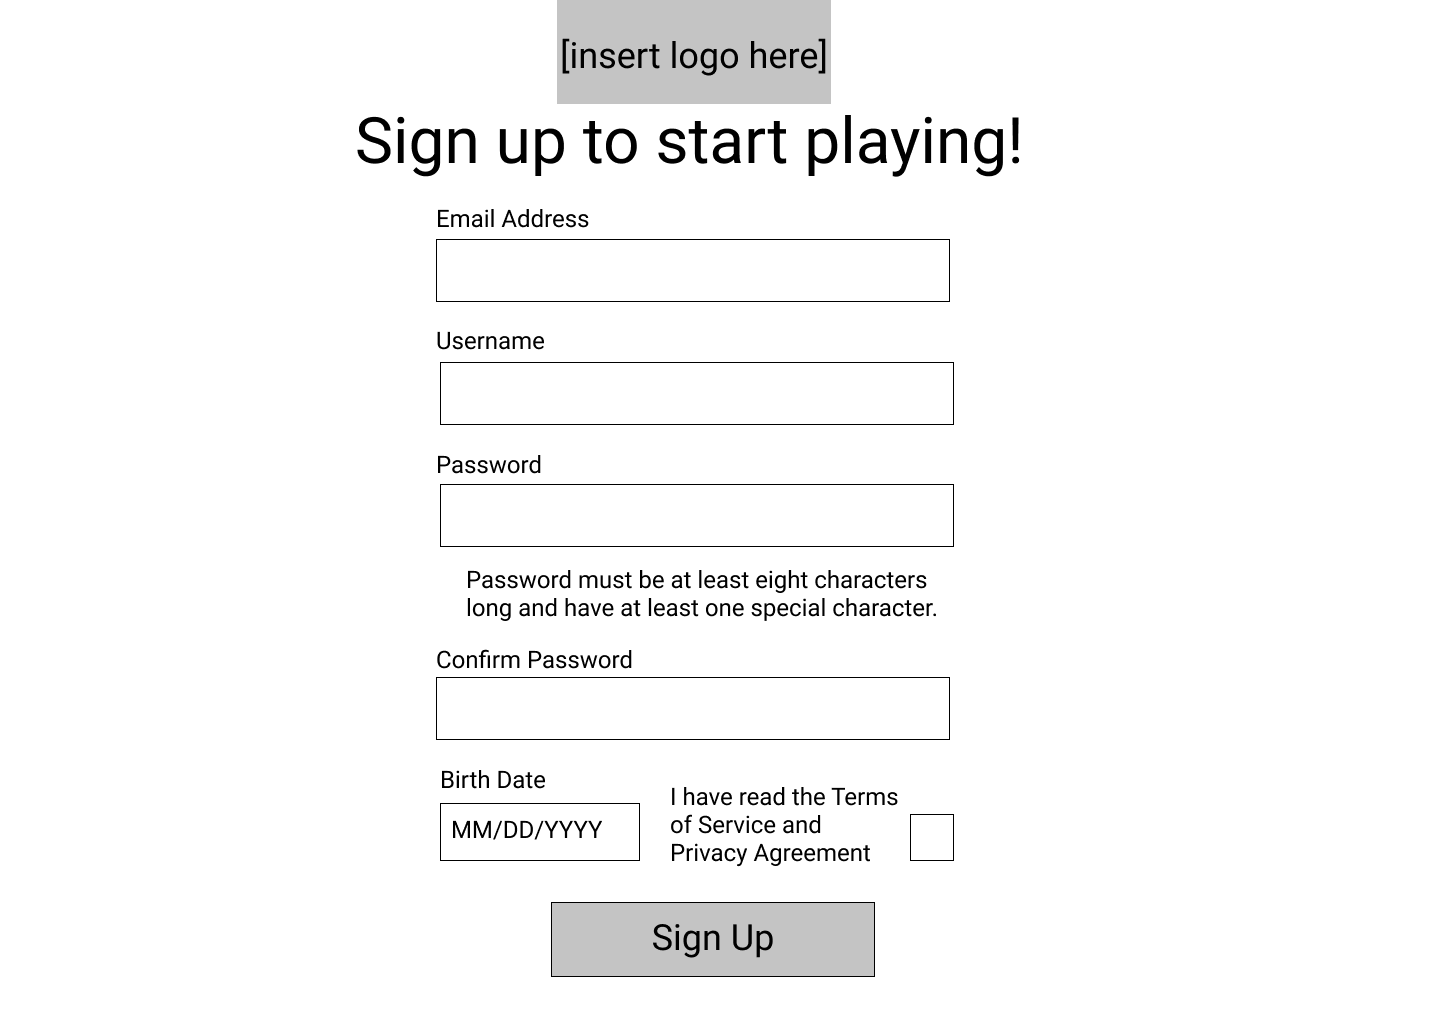 [insert logo here]
Sign up to start playing!
Email Address
Username
Password
Password must be at least eight characters
long and have at least one special character.
Confirm Password
Birth Date
MM/DD/YYYY
I have read the Terms
of Service and
Privacy Agreement
Sign Up